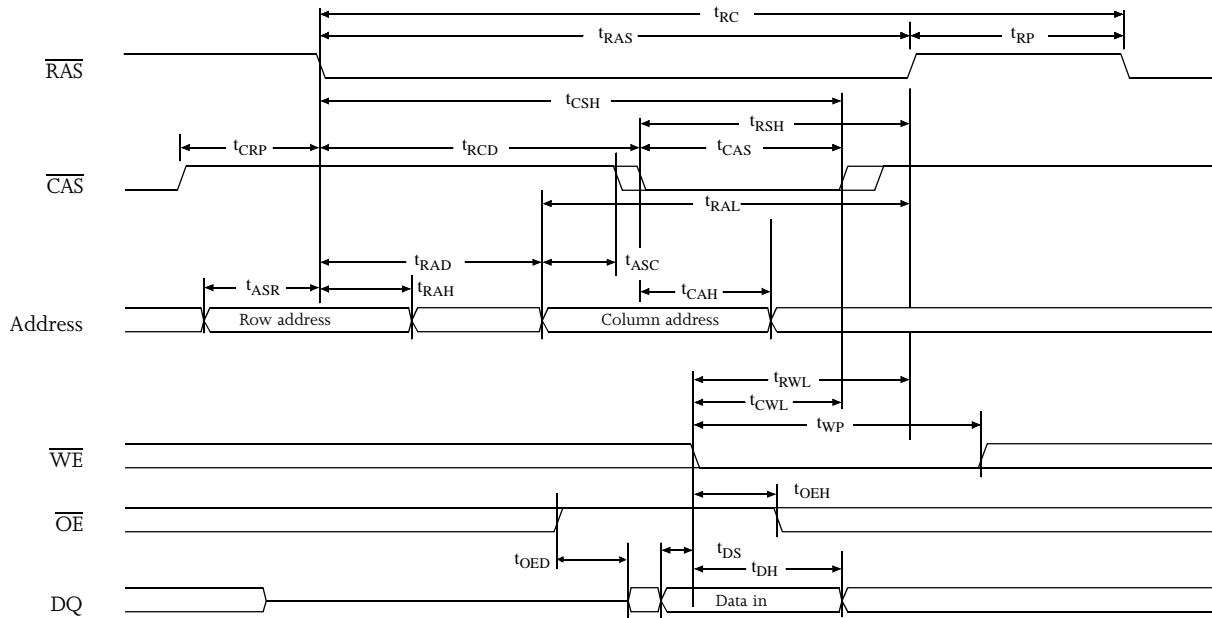 tRC
tRAS
tRP
RAS
tCSH
tRSH
tCRP
tRCD
tCAS
CAS
tRAL
tRAD
tASC
tASR
tRAH
tCAH
Address
Row address
Column address
tRWL
tCWL
tWP
WE
tOEH
OE
tOED
tDS
tDH
DQ
Data in